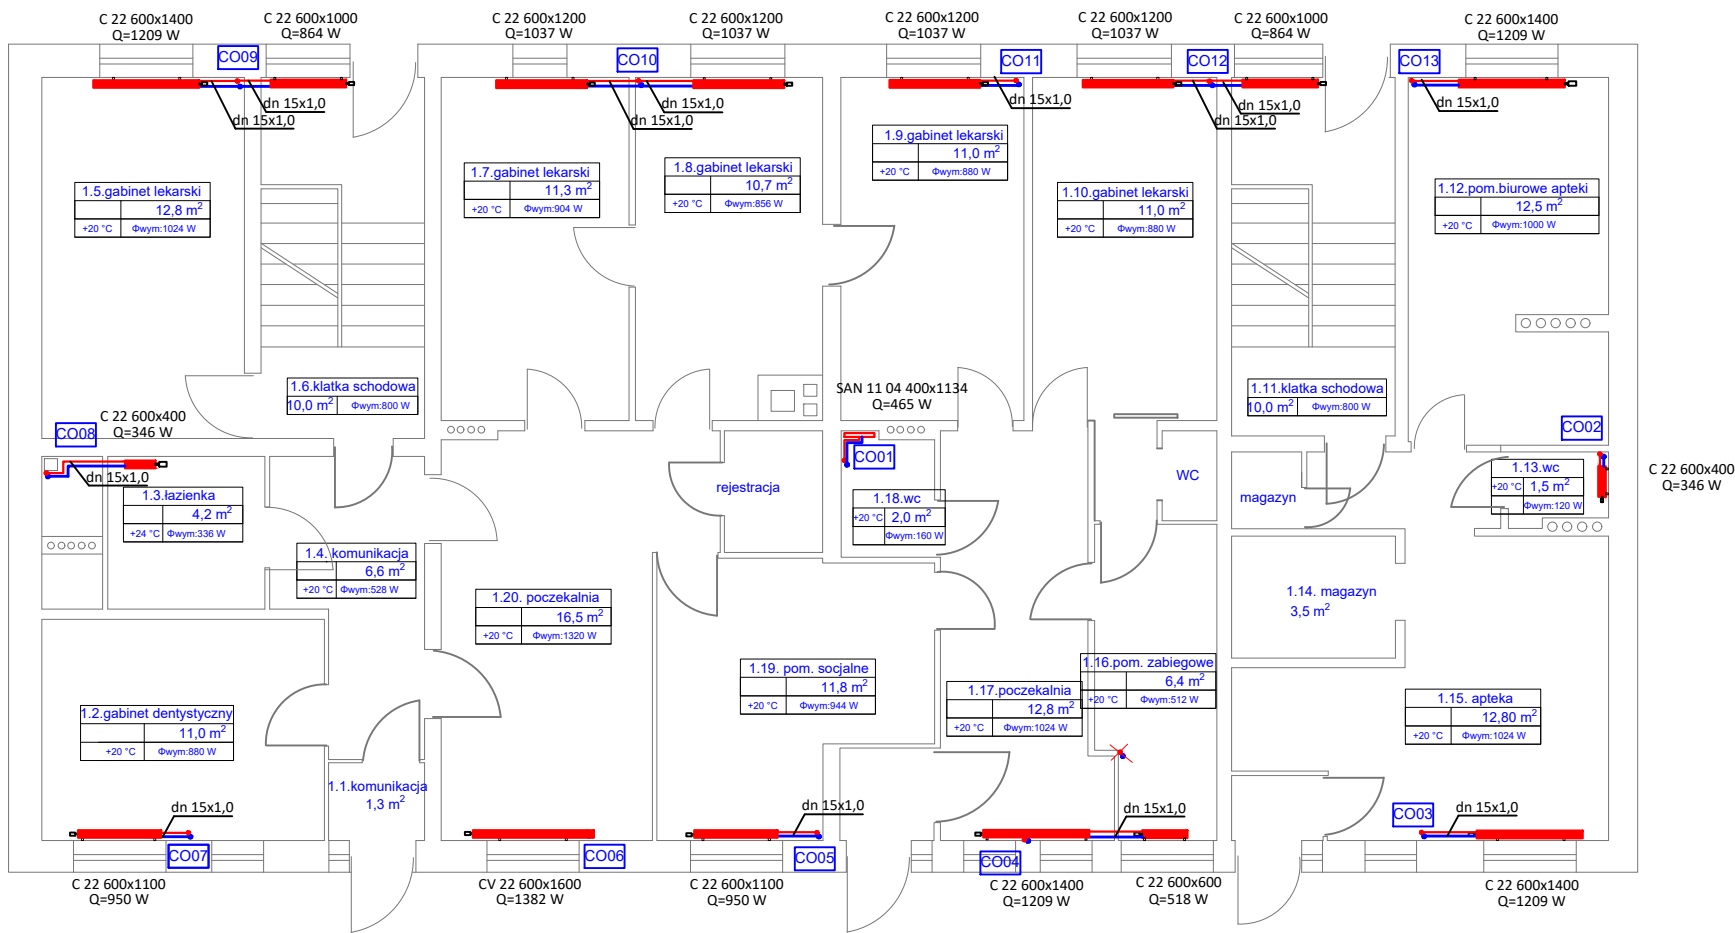 C 22 600x1400
Q=1209 W
C 22 600x1000
Q=864 W
C 22 600x1200
Q=1037 W
C 22 600x1200
Q=1037 W
C 22 600x1200
Q=1037 W
C 22 600x1200
Q=1037 W
C 22 600x1000
Q=864 W
C 22 600x1400
Q=1209 W
CO09
CO10
CO11
CO12
CO13
dn 15x1,0
dn 15x1,0
dn 15x1,0
dn 15x1,0
dn 15x1,0
dn 15x1,0
dn 15x1,0
dn 15x1,0
1.5.gabinet lekarski
12,8 m²
+20 °C Φwym:1024 W
1.7.gabinet lekarski
11,3 m²
+20 °C Φwym:904 W
1.8.gabinet lekarski
10,7 m²
+20 °C Φwym:856 W
1.9.gabinet lekarski
11,0 m²
+20 °C Φwym:880 W
1.10.gabinet lekarski
11,0 m²
+20 °C Φwym:880 W
1.12.pom.biurowe apteki
12,5 m²
+20 °C Φwym:1000 W
1.6.klatka schodowa
10,0 m² Φwym:800 W
SAN 11 04 400x1134
Q=465 W
1.11.klatka schodowa
10,0 m² Φwym:800 W
C 22 600x400
Q=346 W
CO08
CO01
CO02
dn 15x1,0
1.3.łazienka
4,2 m²
+24 °C Φwym:336 W
rejestracja
1.18.wc
+20 °C 2,0 m²
Φwym:160 W
WC
magazyn
1.13.wc
+20 °C 1,5 m²
Φwym:120 W
C 22 600x400
Q=346 W
1.4. komunikacja
6,6 m²
+20 °C Φwym:528 W
1.20. poczekalnia
16,5 m²
+20 °C Φwym:1320 W
1.14. magazyn
3,5 m²
1.19. pom. socjalne
11,8 m²
+20 °C Φwym:944 W
1.16.pom. zabiegowe
6,4 m²
+20 °C Φwym:512 W
1.17.poczekalnia
12,8 m²
+20 °C Φwym:1024 W
1.15. apteka
12,80 m²
+20 °C Φwym:1024 W
1.2.gabinet dentystyczny
11,0 m²
+20 °C Φwym:880 W
1.1.komunikacja
1,3 m²
dn 15x1,0
dn 15x1,0
dn 15x1,0
dn 15x1,0
CO07
CO06
CO05
CO04
CO03
C 22 600x1100
Q=950 W
CV 22 600x1600
Q=1382 W
C 22 600x1100
Q=950 W
C 22 600x1400
Q=1209 W
C 22 600x600
Q=518 W
C 22 600x1400
Q=1209 W